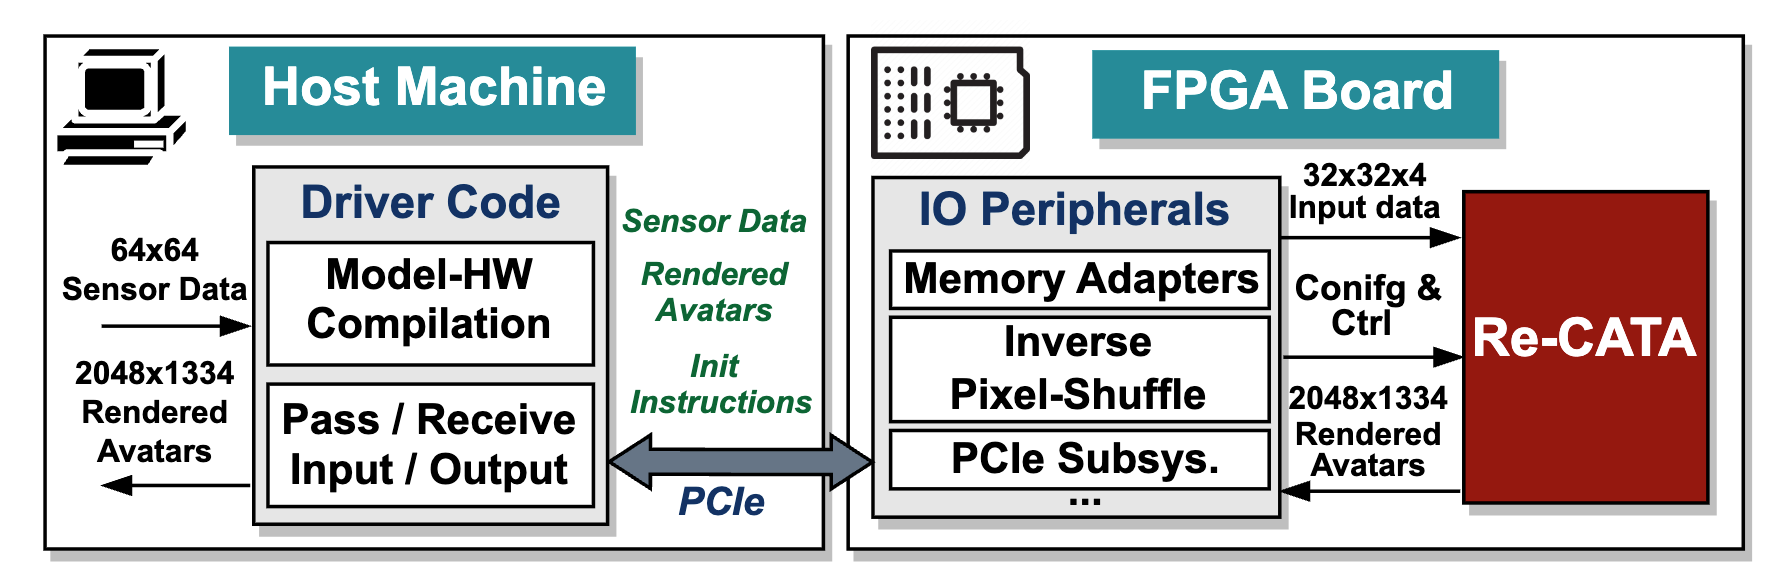 Host Machine
Driver Code
64x64
Sensor Data
Model-HW
Compilation
2048x1334
Rendered
Avatars
Pass / Receive
Input / Output
Sensor Data
Rendered
Avatars
Init
Instructions
PCIe
FPGA Board
IO Peripherals
Memory Adapters
Inverse
Pixel-Shuffle
PCIe Subsys.
...
32x32x4
Input data
Conifg &
Ctrl
2048x1334
Rendered
Avatars
Re-CATA